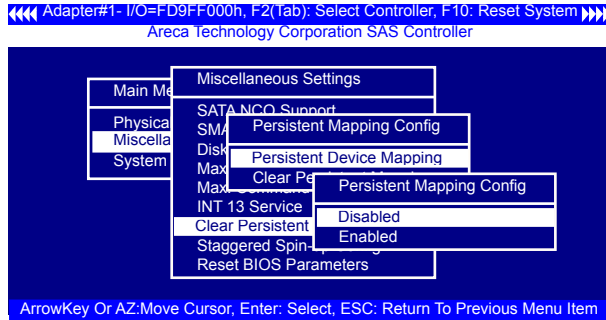 Adapter#1- I/O=FD9FF000h, F2(Tab): Select Controller, F10: Reset System
Areca Technology Corporation SAS Controller
Main Me
Physica
Miscella
System
Miscellaneous Settings
SATA NCQ Support
SMA
Disk
Max
Max. Command
INT 13 Service
Clear Persistent
Staggered Spin-
Reset BIOS Parameters
Persistent Mapping Config
Persistent Device Mapping
Clear Pe
Persistent Mapping Config
Disabled
Enabled
ArrowKey Or AZ:Move Cursor, Enter: Select, ESC: Return To Previous Menu Item